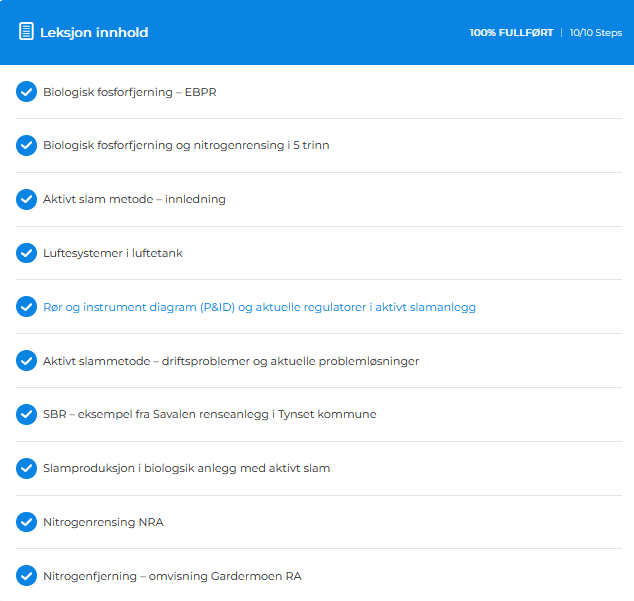 Leksjon innhold
100% FULLFØRT | 10/10 Steps
Biologisk fosforfjerning – EBPR
Biologisk fosforfjerning og nitrogenrensing i 5 trinn
Aktivt slam metode – innledning
Luftesystemer i luftetank
Rør og instrument diagram (P&ID) og aktuelle regulatorer i aktivt slamanlegg
Aktivt slammetode – driftsproblemer og aktuelle problemløsninger
SBR – eksempel fra Savalen renseanlegg i Tynset kommune
Slamproduksjon i biologsik anlegg med aktivt slam
Nitrogenrensing NRA
Nitrogenfjerning – omvisning Gardermoen RA